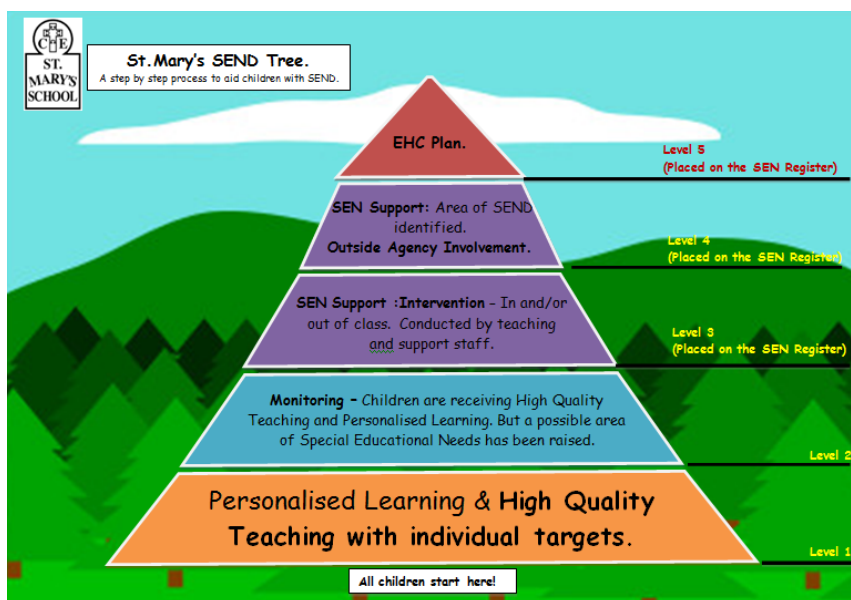 C E
ST.
MARY'S
SCHOOL
St.Mary's SEND Tree.
A step by step process to aid children with SEND.
EHC Plan.
Level 5
(Placed on the SEN Register)
SEN Support: Area of SEND
identified.
Outside Agency Involvement.
Level 4
(Placed on the SEN Register)
SEN Support :Intervention – In and/or
out of class. Conducted by teaching
and support staff.
Level 3
(Placed on the SEN Register)
Monitoring – Children are receiving High Quality
Teaching and Personalised Learning. But a possible area
of Special Educational Needs has been raised.
Level 2
Personalised Learning & High Quality
Teaching with individual targets.
Level 1
All children start here!